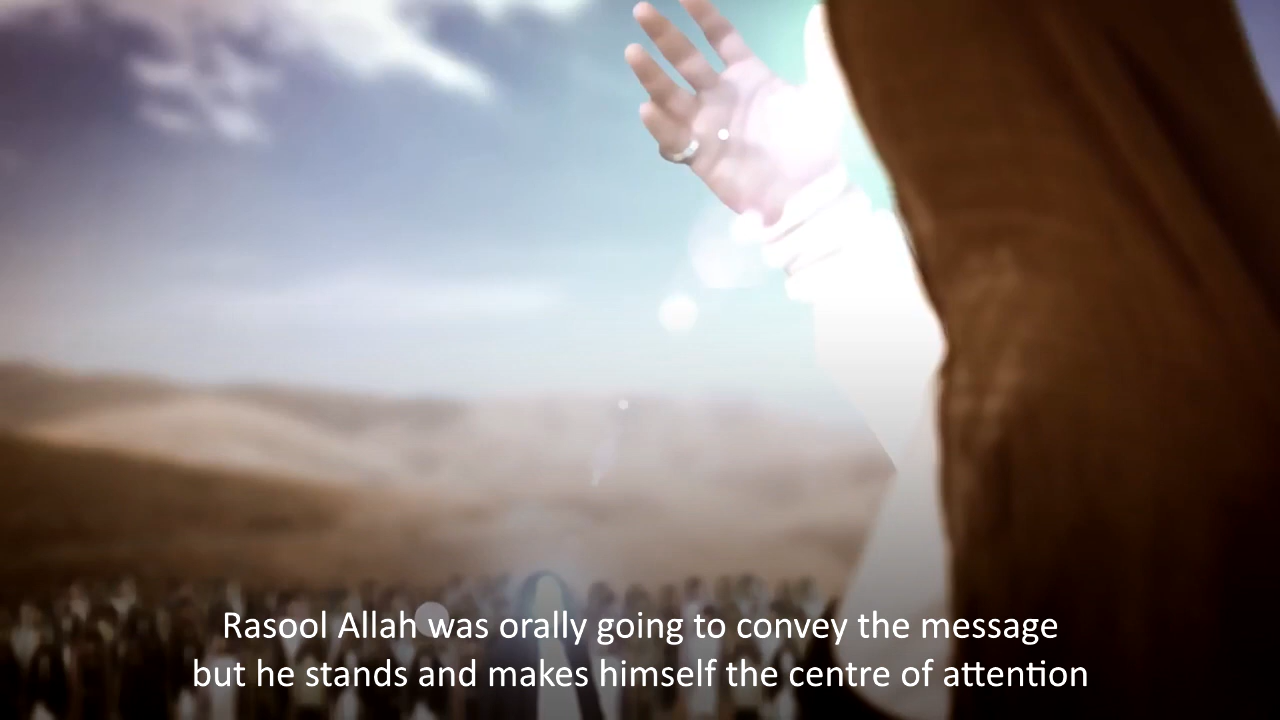 Rasool Allah was orally going to convey the message
but he stands and makes himself the centre of attention